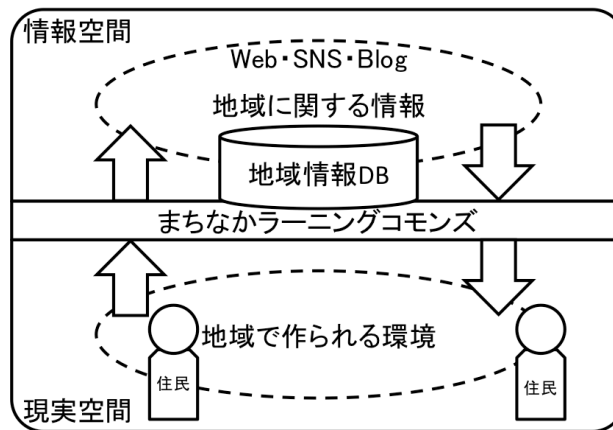 情報空間
Web・SNS・Blog
地域に関する情報
地域情報DB
まちなかラーニングコモンズ
地域で作られる環境
住民
住民
現実空間